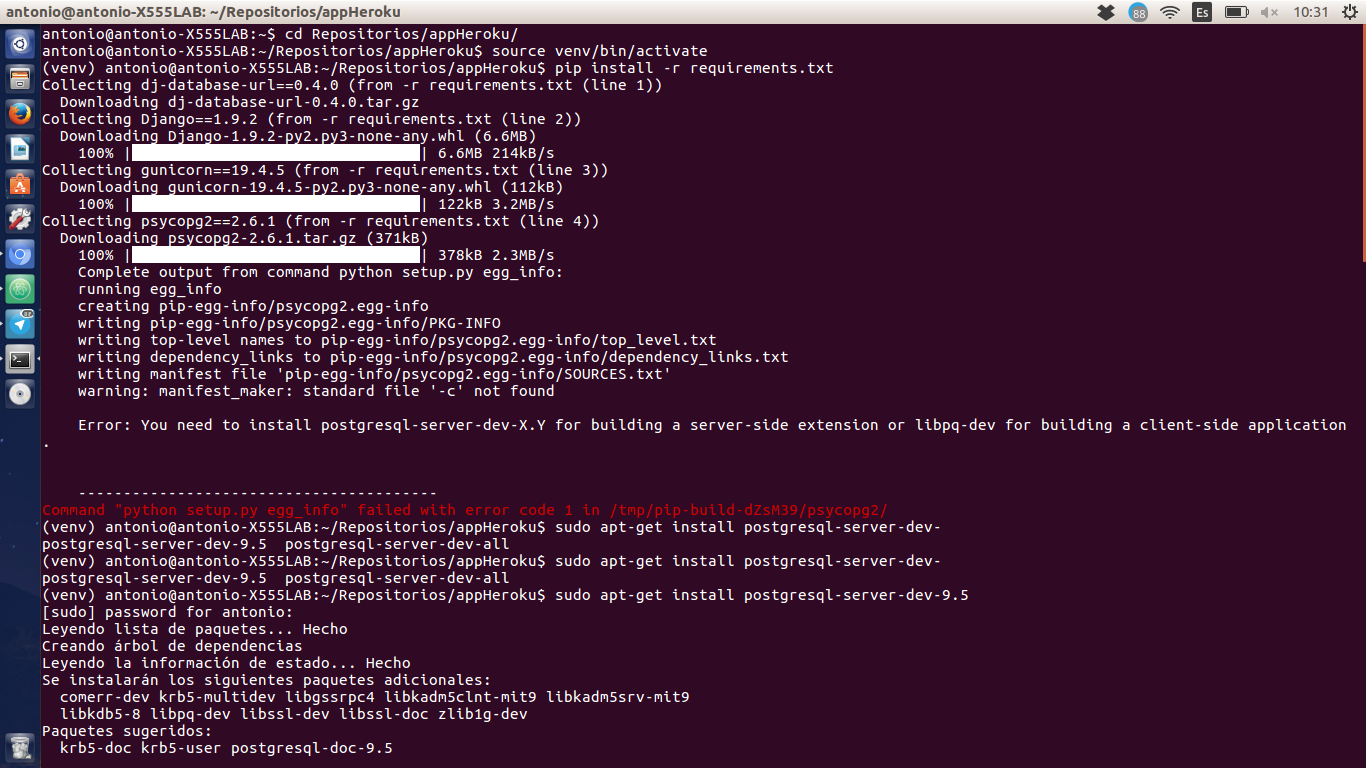 antonio@antonio-X555LAB: ~/Repositorios/appHeroku
88
Es
10:31
antonio@antonio-X555LAB:~$ cd Repositorios/appHeroku/
antonio@antonio-X555LAB:~/Repositorios/appHeroku$ source venv/bin/activate
(venv) antonio@antonio-X555LAB:~/Repositorios/appHeroku$ pip install -r requirements.txt
Collecting dj-database-url==0.4.0 (from -r requirements.txt (line 1))
  Downloading dj-database-url-0.4.0.tar.gz
Collecting Django==1.9.2 (from -r requirements.txt (line 2))
  Downloading Django-1.9.2-py2.py3-none-any.whl (6.6MB)
    100% |                                | 6.6MB 214kB/s
Collecting gunicorn==19.4.5 (from -r requirements.txt (line 3))
  Downloading gunicorn-19.4.5-py2.py3-none-any.whl (112kB)
    100% |                                | 122kB 3.2MB/s
Collecting psycopg2==2.6.1 (from -r requirements.txt (line 4))
  Downloading psycopg2-2.6.1.tar.gz (371kB)
    100% |                                | 378kB 2.3MB/s
    Complete output from command python setup.py egg_info:
    running egg_info
    creating pip-egg-info/psycopg2.egg-info
    writing pip-egg-info/psycopg2.egg-info/PKG-INFO
    writing top-level names to pip-egg-info/psycopg2.egg-info/top_level.txt
    writing dependency_links to pip-egg-info/psycopg2.egg-info/dependency_links.txt
    writing manifest file 'pip-egg-info/psycopg2.egg-info/SOURCES.txt'
    warning: manifest_maker: standard file '-c' not found
    Error: You need to install postgresql-server-dev-X.Y for building a server-side extension or libpq-dev for building a client-side application
.
    ----------------------------------------
Command "python setup.py egg_info" failed with error code 1 in /tmp/pip-build-dZsM39/psycopg2/
(venv) antonio@antonio-X555LAB:~/Repositorios/appHeroku$ sudo apt-get install postgresql-server-dev-
postgresql-server-dev-9.5  postgresql-server-dev-all
(venv) antonio@antonio-X555LAB:~/Repositorios/appHeroku$ sudo apt-get install postgresql-server-dev-
postgresql-server-dev-9.5  postgresql-server-dev-all
(venv) antonio@antonio-X555LAB:~/Repositorios/appHeroku$ sudo apt-get install postgresql-server-dev-9.5
[sudo] password for antonio:
Leyendo lista de paquetes... Hecho
Creando árbol de dependencias
Leyendo la información de estado... Hecho
Se instalarán los siguientes paquetes adicionales:
  comerr-dev krb5-multidev libgssrpc4 libkadm5clnt-mit9 libkadm5srv-mit9
  libkdb5-8 libpq-dev libssl-dev libssl-doc zlib1g-dev
Paquetes sugeridos:
  krb5-doc krb5-user postgresql-doc-9.5